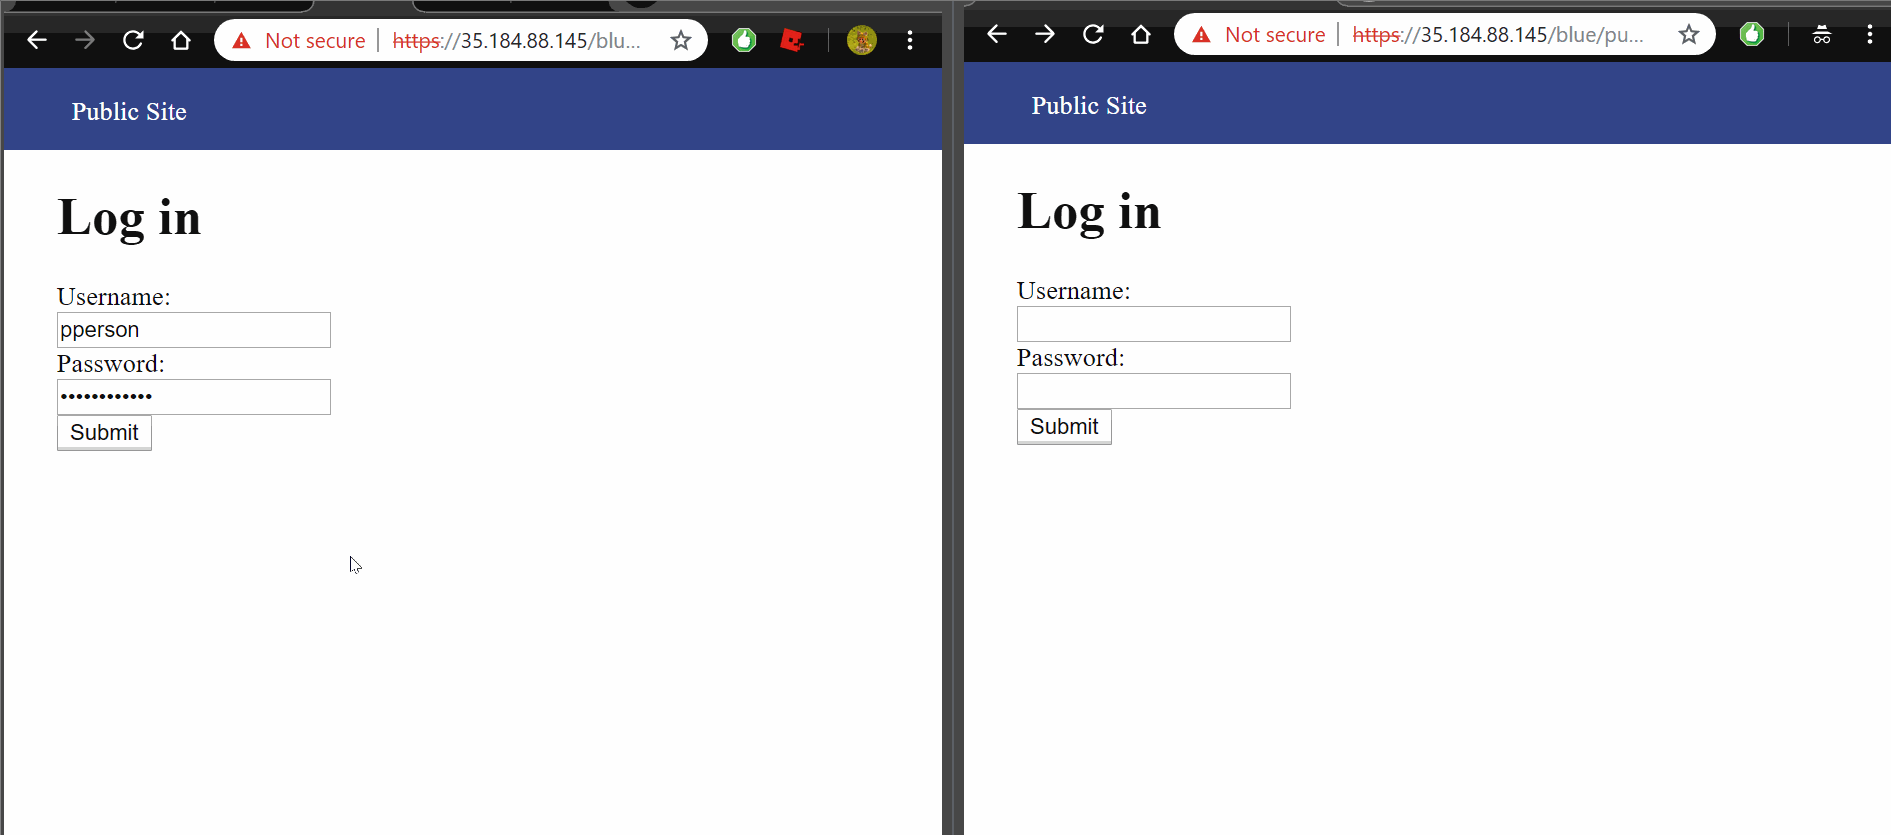 Not secure | https://35.184.88.145/blu...
Public Site
Log in
Username:
pperson
Password:
••••••••••••
Submit
Not secure | https://35.184.88.145/blue/pu...
Public Site
Log in
Username:
Password:
Submit